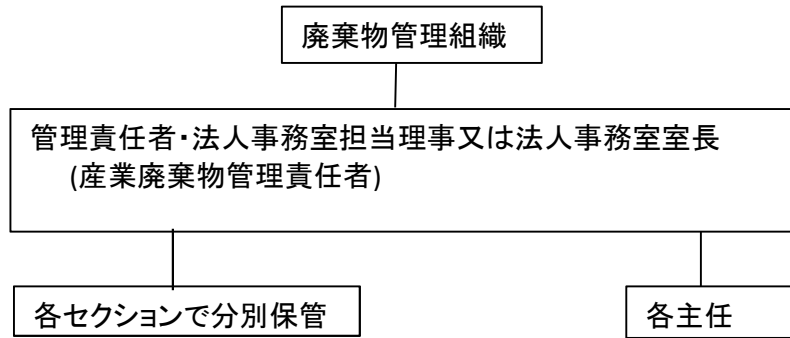 廃棄物管理組織
管理責任者・法人事務室担当理事又は法人事務室室長
(産業廃棄物管理責任者)
各セクションで分別保管
各主任